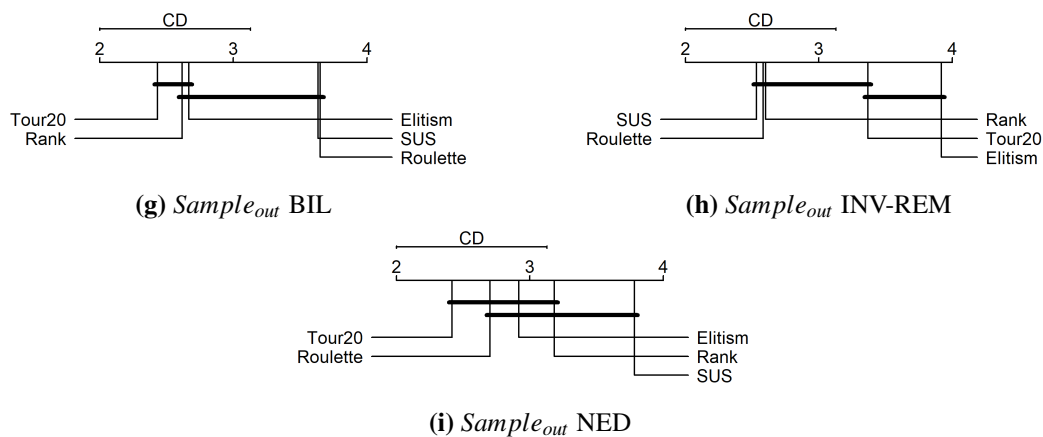 CD
2 3 4
Tour20 Elitism
Rank SUS
Roulette
(g) Sample_out BIL
CD
2 3 4
SUS Rank
Roulette Tour20
Elitism
(h) Sample_out INV-REM
CD
2 3 4
Tour20 Elitism
Roulette Rank
SUS
(i) Sample_out NED